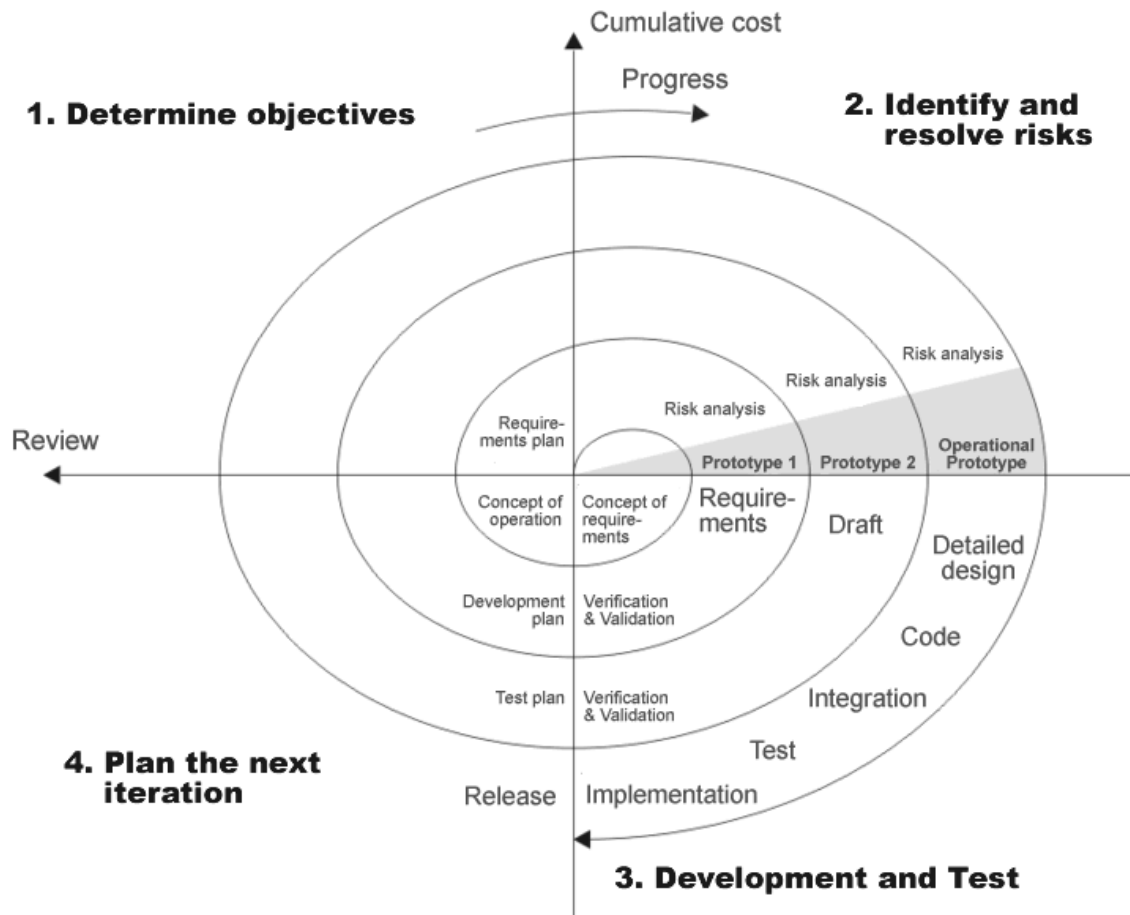 Cumulative cost
Progress
1. Determine objectives
2. Identify and
resolve risks
Risk analysis
Risk analysis
Risk analysis
Require-
ments plan
Review
Operational
Prototype
Prototype 1
Prototype 2
Concept of
operation
Concept of
require-
ments
Require-
ments
Draft
Detailed
design
Development
plan
Verification
& Validation
Code
Test plan
Verification
& Validation
Integration
Test
4. Plan the next
iteration
Release
Implementation
3. Development and Test